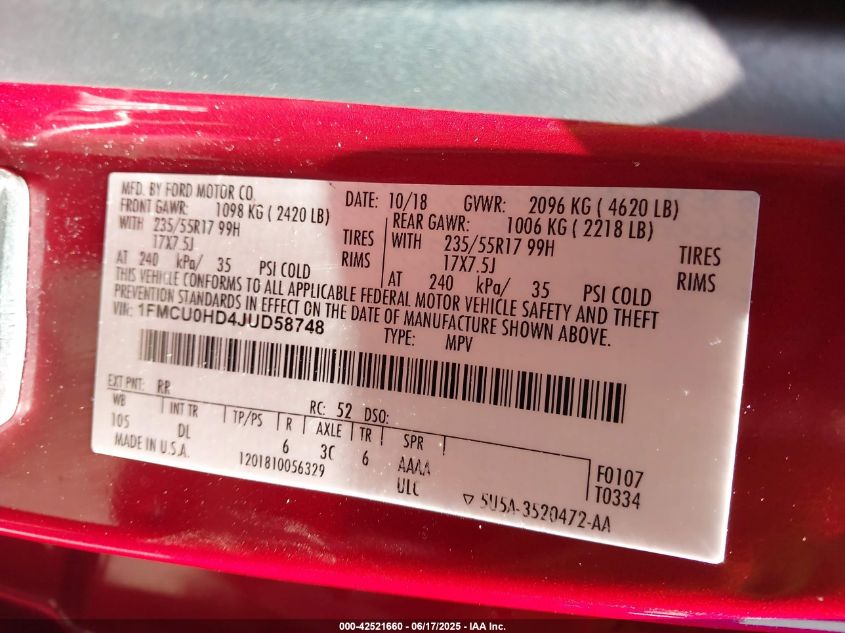 MFD. BY FORD MOTOR CO.
DATE: 10/18 GVWR: 2096 KG ( 4620 LB)
FRONT GAWR: 1098 KG ( 2420 LB)
REAR GAWR: 1006 KG ( 2218 LB)
WITH 235/55R17 99H TIRES
WITH 235/55R17 99H TIRES
17X7.5J RIMS
17X7.5J RIMS
AT 240 kPa/ 35 PSI COLD
AT 240 kPa/ 35 PSI COLD
THIS VEHICLE CONFORMS TO ALL APPLICABLE FEDERAL MOTOR VEHICLE SAFETY AND THEFT
PREVENTION STANDARDS IN EFFECT ON THE DATE OF MANUFACTURE SHOWN ABOVE.
VIN: 1FMCU0HD4JUD58748
TYPE: MPV
EXT PNT: RR RC: 52 DSO:
WB INT TR TP/PS R AXLE TR SPR
105 DL 6 3C 6 AAAA
F0107
MADE IN U.S.A. 1201810056329 ULC
T0334
▽ 5U5A-3520472-AA
000-42521660 - 06/17/2025 - IAA Inc.